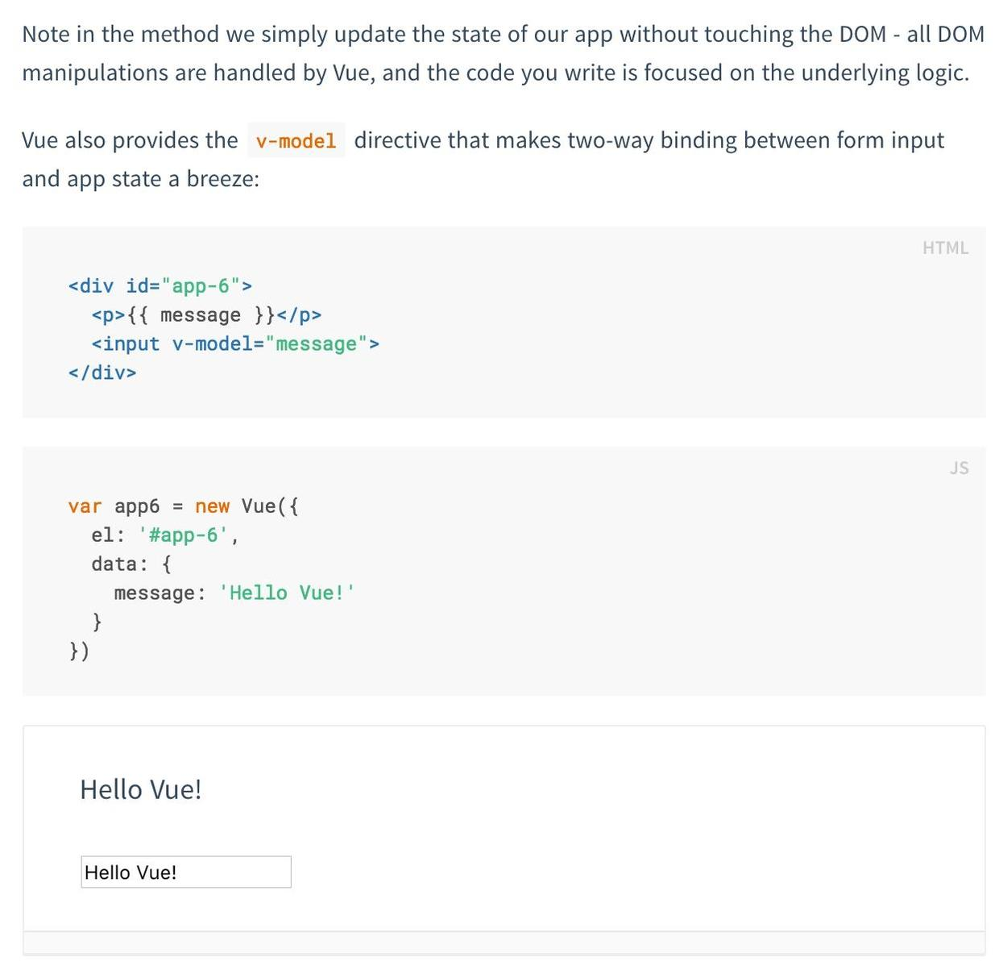 Note in the method we simply update the state of our app without touching the DOM - all DOM
manipulations are handled by Vue, and the code you write is focused on the underlying logic.
Vue also provides the v-model directive that makes two-way binding between form input
and app state a breeze:
HTML
<div id="app-6">
  <p>{{ message }}</p>
  <input v-model="message">
</div>
JS
var app6 = new Vue({
  el: '#app-6',
  data: {
    message: 'Hello Vue!'
  }
})
Hello Vue!
Hello Vue!